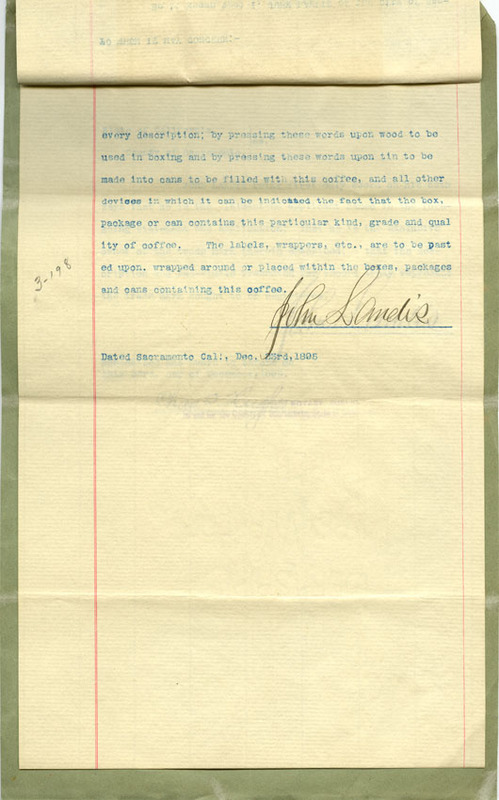 every description; by pressing these words upon wood to be
used in boxing and by pressing these words upon tin to be
made into cans to be filled with this coffee, and all other
devices in which it can be indicated the fact that the box,
package or can contains this particular kind, grade and qual
ity of coffee. The labels, wrappers, etc., are to be past
ed upon, wrapped around or placed within the boxes, packages
and cans containing this coffee.
3-198
John Landis
Dated Sacramento Cal:, Dec. 23rd, 1895